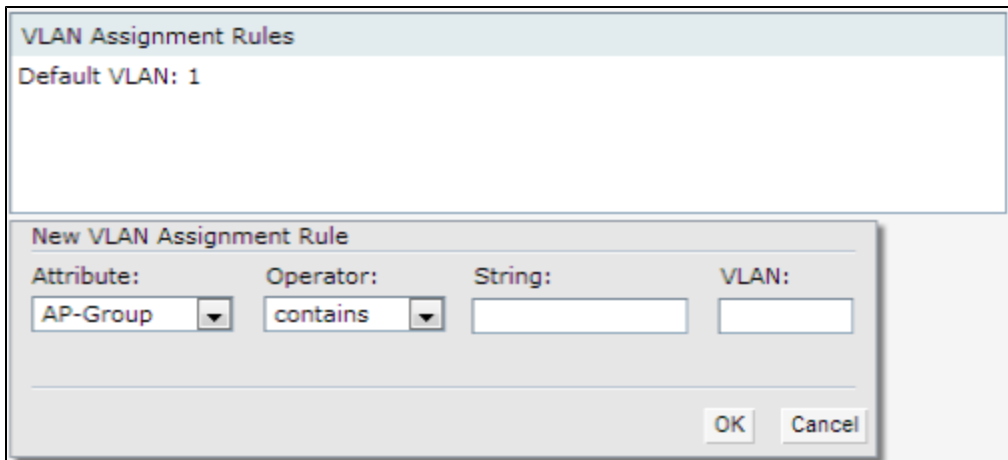 VLAN Assignment Rules
Default VLAN: 1
New VLAN Assignment Rule
Attribute: Operator: String: VLAN:
AP-Group contains
OK Cancel